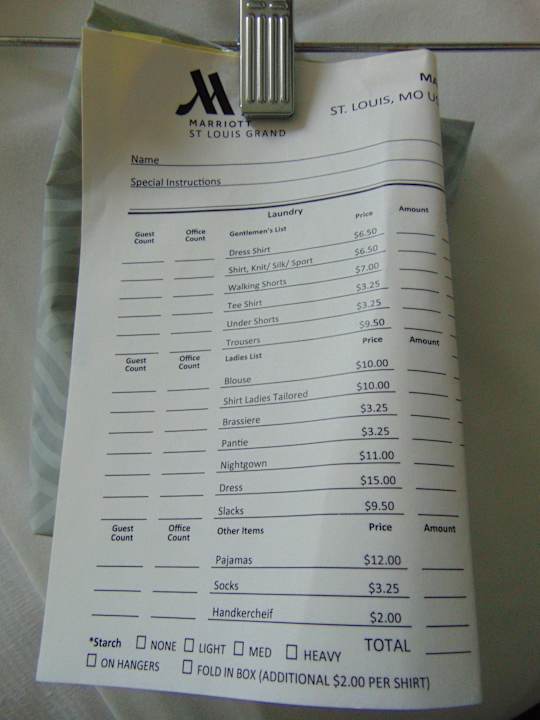 MARRIOTT
ST LOUIS GRAND
ST. LOUIS, MO
Name
Special Instructions
Laundry
Guest Count Office Count Gentlemen's List Price Amount
Dress Shirt $6.50
Shirt, Knit/ Silk/ Sport $6.50
Walking Shorts $7.00
Tee Shirt $3.25
Under Shorts $3.25
Trousers $9.50
Guest Count Office Count Ladies List Price Amount
Blouse $10.00
Shirt Ladies Tailored $10.00
Brassiere $3.25
Pantie $3.25
Nightgown $11.00
Dress $15.00
Slacks $9.50
Guest Count Office Count Other Items Price Amount
Pajamas $12.00
Socks $3.25
Handkercheif $2.00
*Starch NONE LIGHT MED HEAVY TOTAL
ON HANGERS FOLD IN BOX (ADDITIONAL $2.00 PER SHIRT)